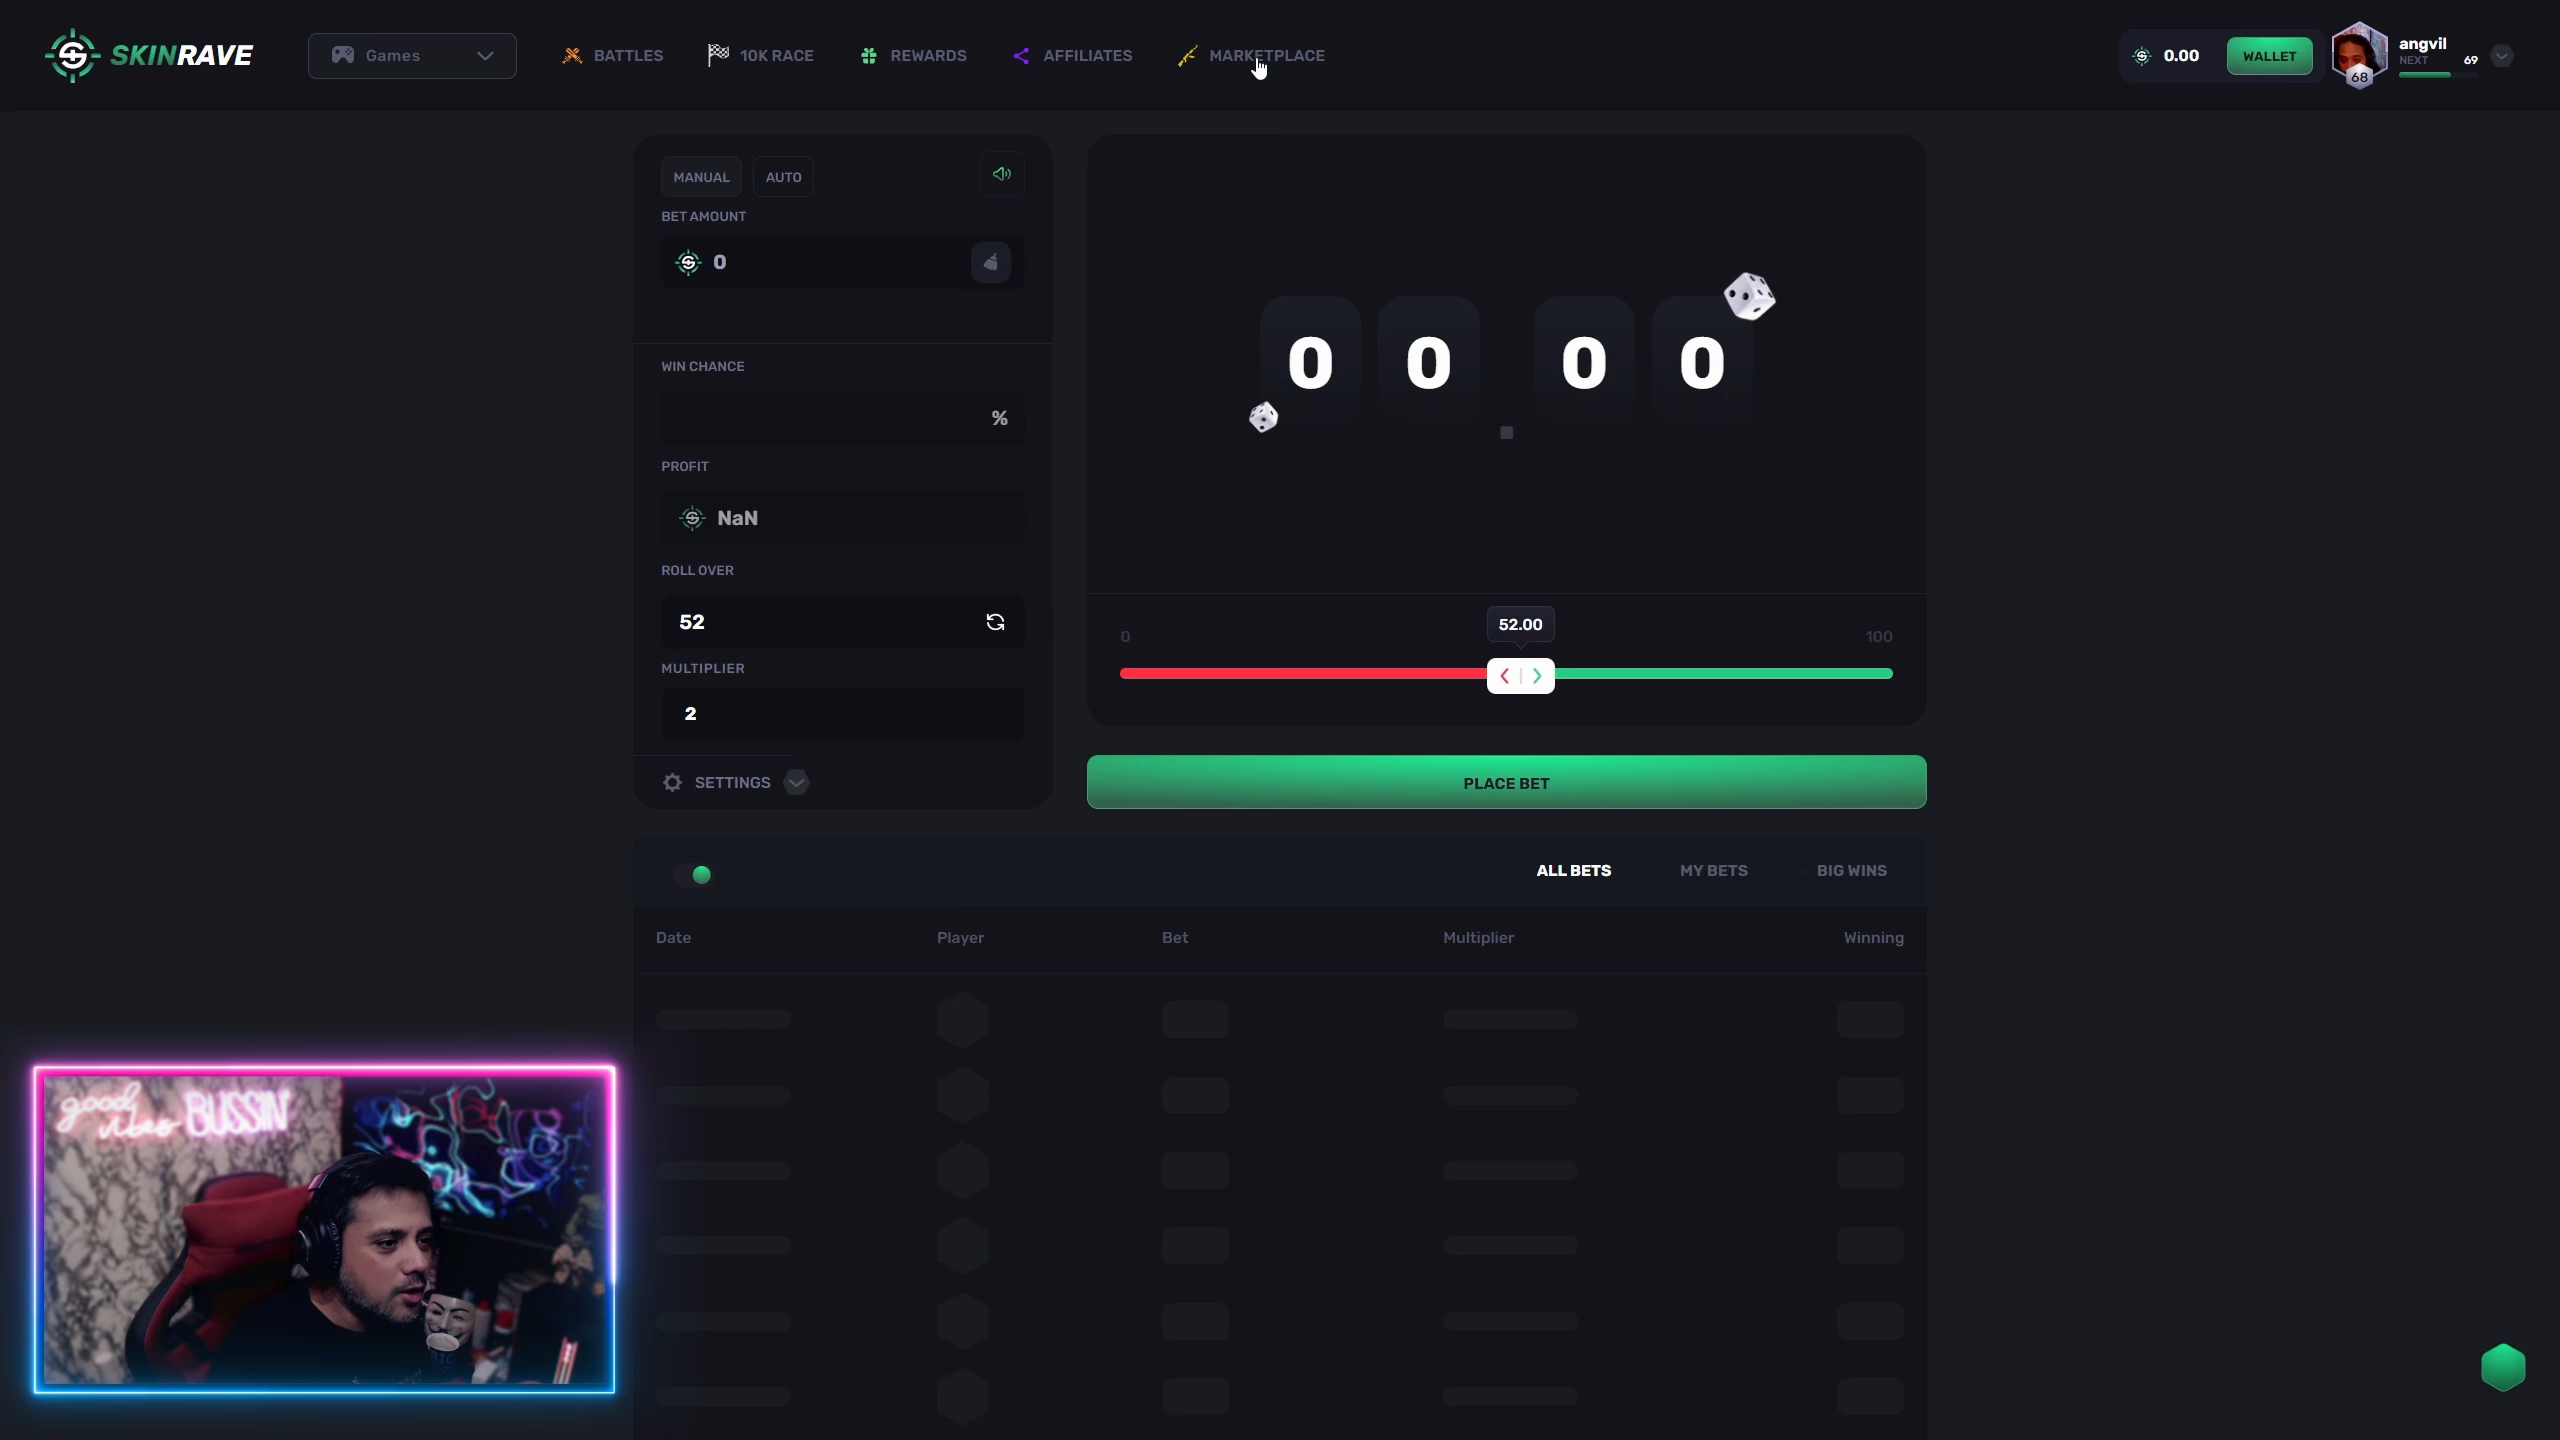 SKINRAVE
Games
BATTLES
10K RACE
REWARDS
AFFILIATES
MARKETPLACE
0.00
WALLET
68
angvil
NEXT 69
MANUAL
AUTO
BET AMOUNT
0
WIN CHANCE
%
PROFIT
NaN
ROLL OVER
52
MULTIPLIER
2
SETTINGS
0 0 . 0 0
52.00
0
100
PLACE BET
ALL BETS
MY BETS
BIG WINS
Date Player Bet Multiplier Winning
good vibes
BUSSIN'